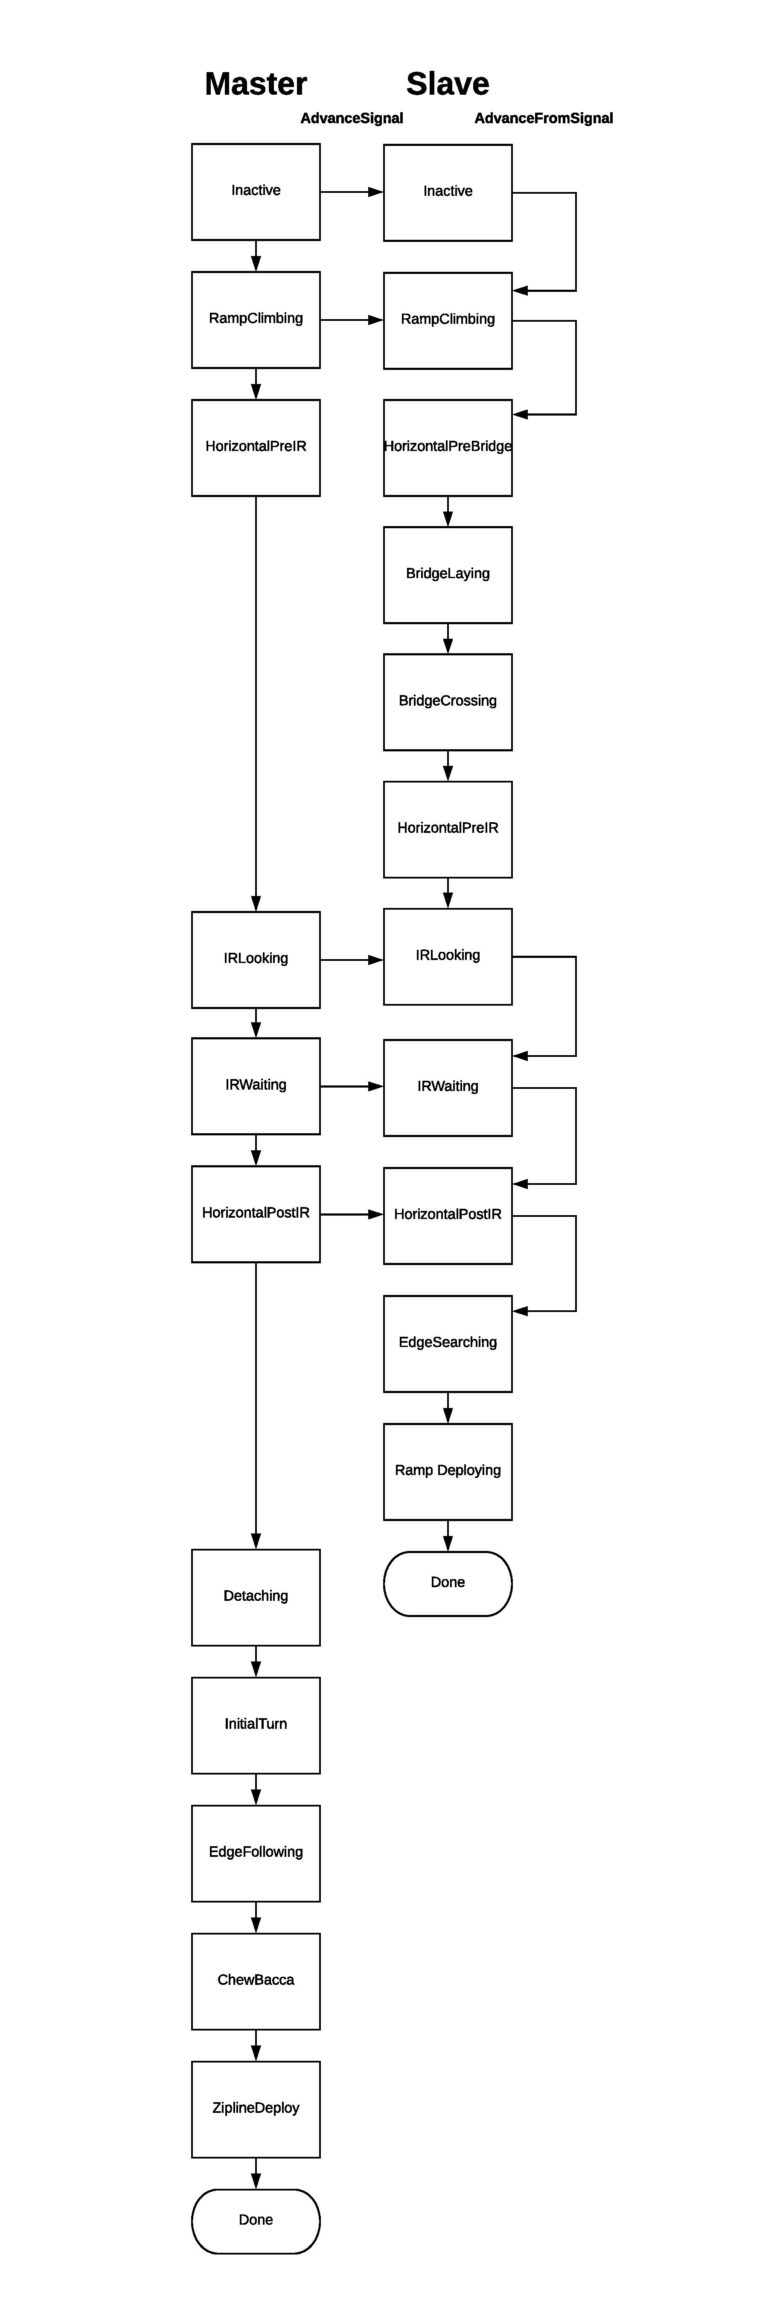 Master
Slave
AdvanceSignal
AdvanceFromSignal
Inactive
Inactive
RampClimbing
RampClimbing
HorizontalPreIR
HorizontalPreBridge
BridgeLaying
BridgeCrossing
HorizontalPreIR
IRLooking
IRLooking
IRWaiting
IRWaiting
HorizontalPostIR
HorizontalPostIR
EdgeSearching
Ramp Deploying
Done
Detaching
InitialTurn
EdgeFollowing
ChewBacca
ZiplineDeploy
Done